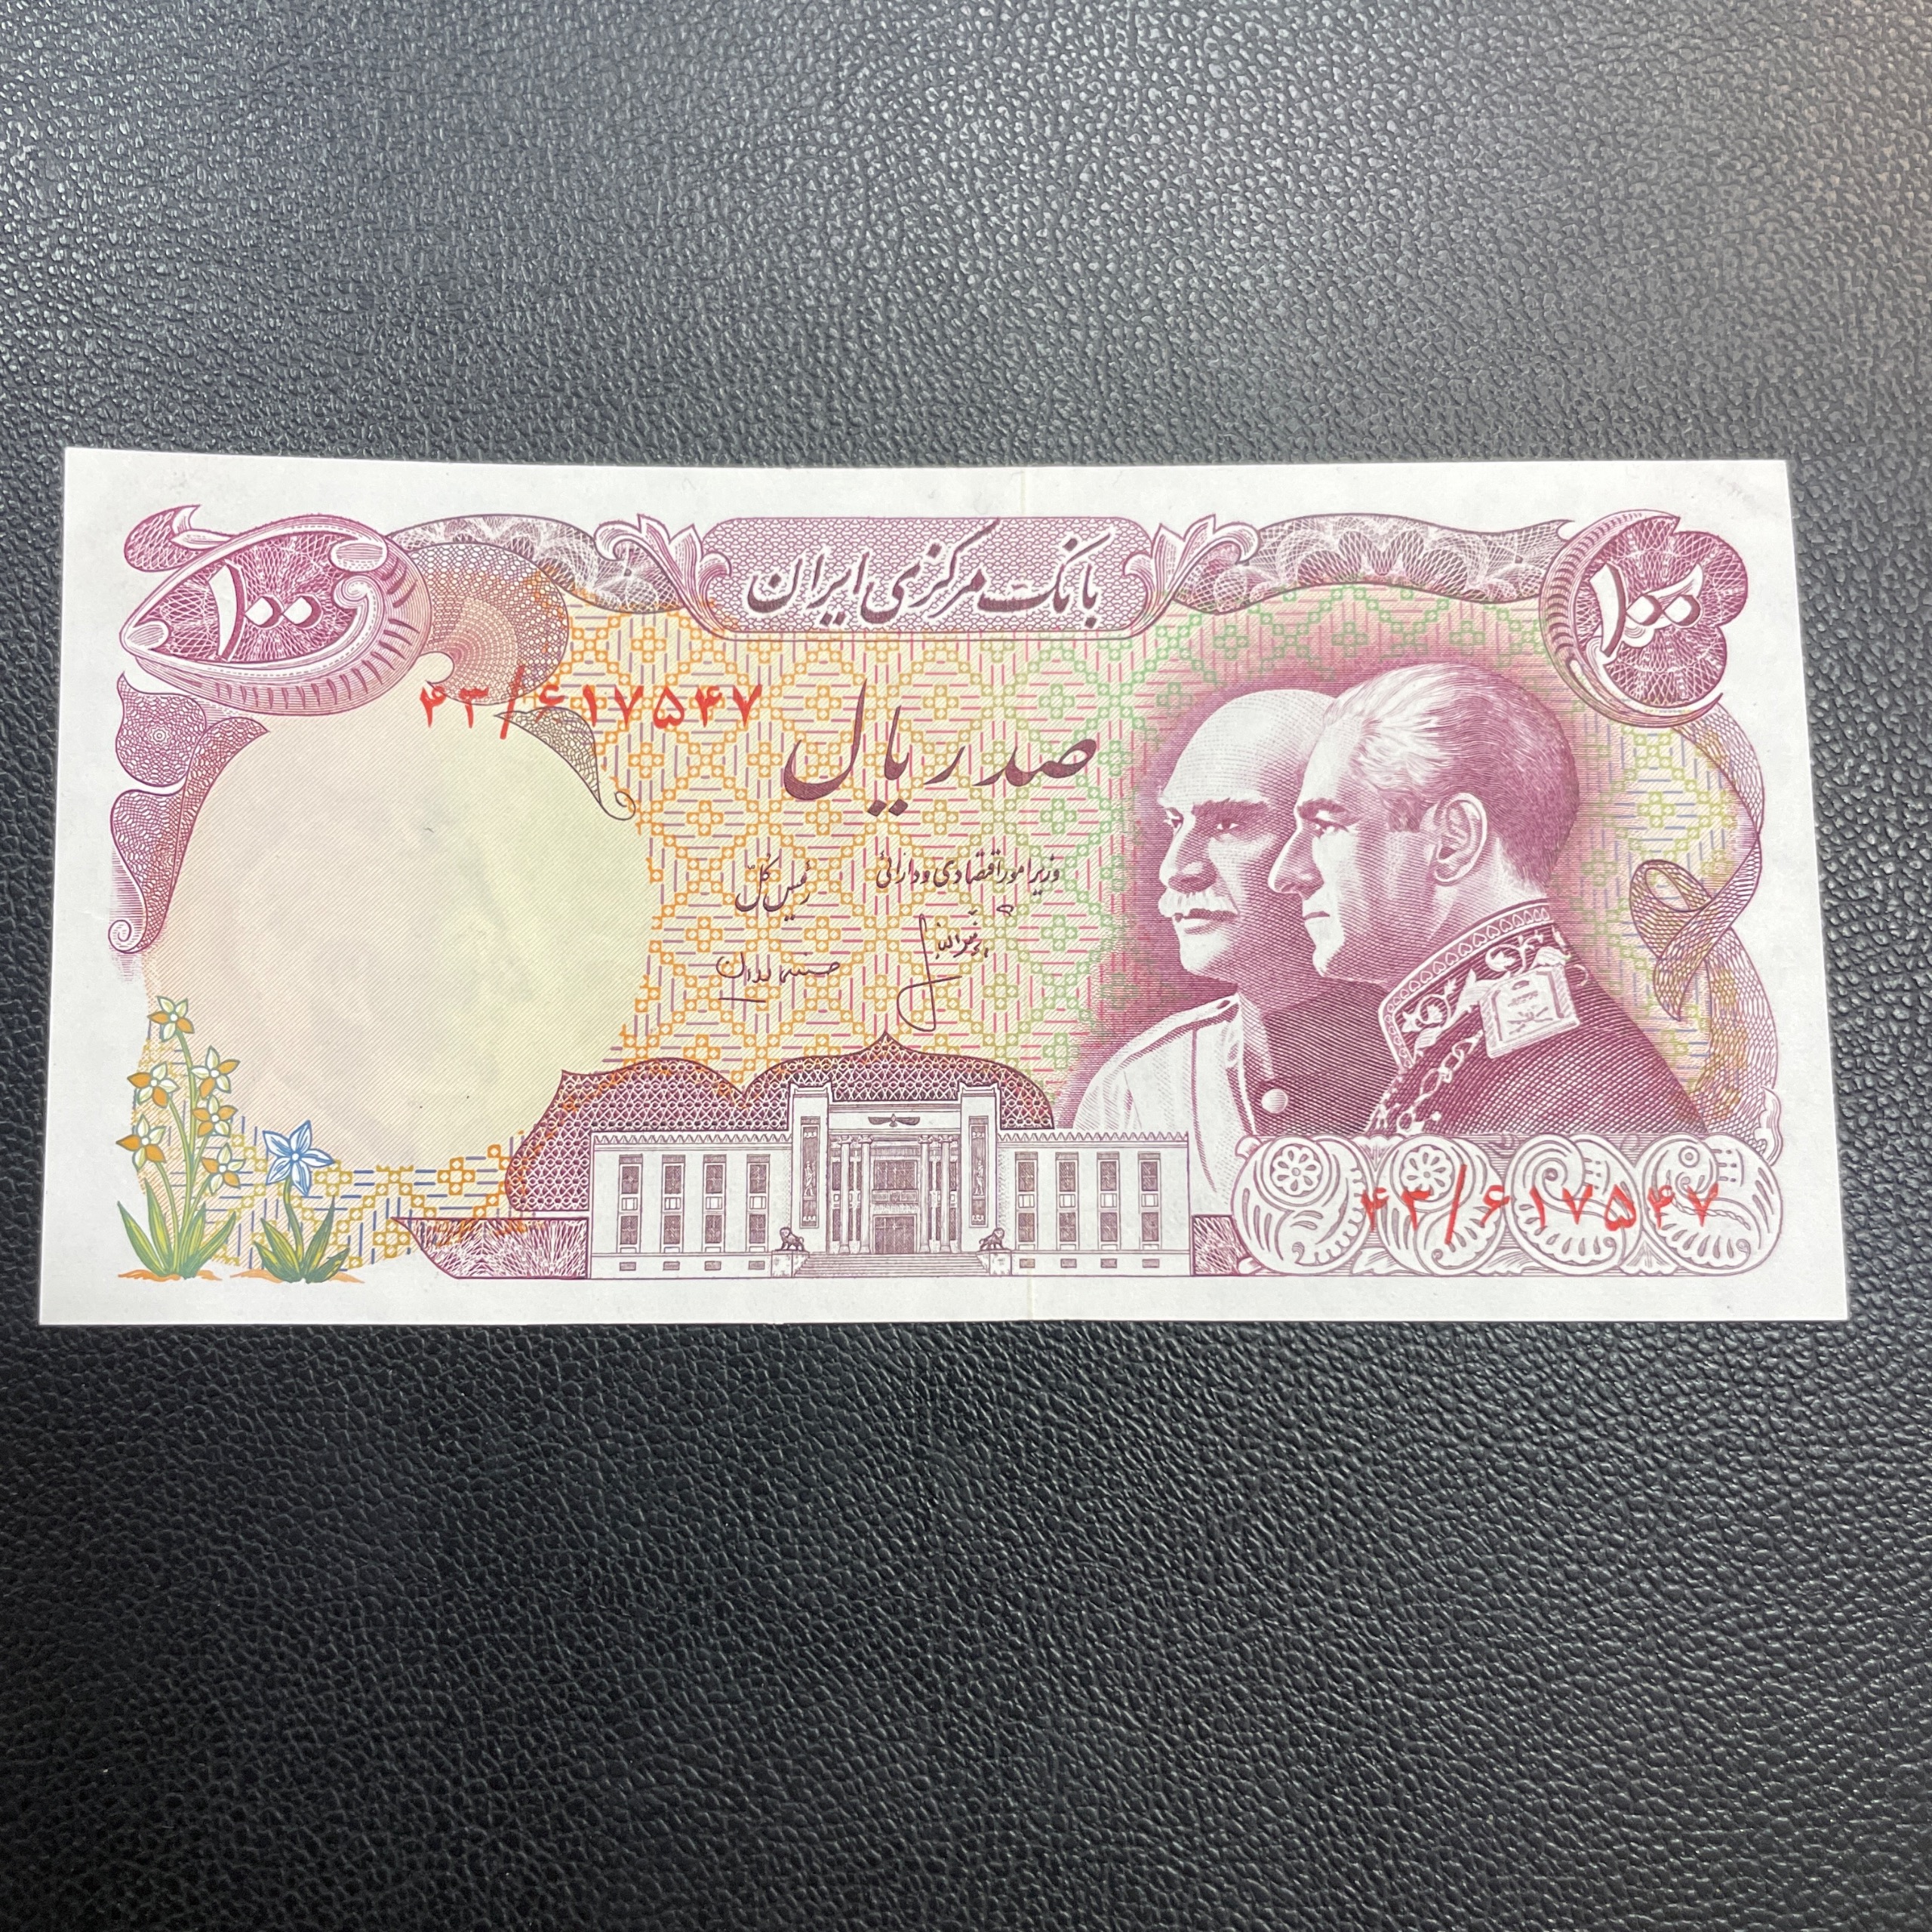 بانک مرکزی ایران
۱۰۰
۱۰۰
۴۳/۶۱۷۵۴۷
صد ریال
وزیر امور اقتصادی و دارائی
رئیس کل
۴۳/۶۱۷۵۴۷